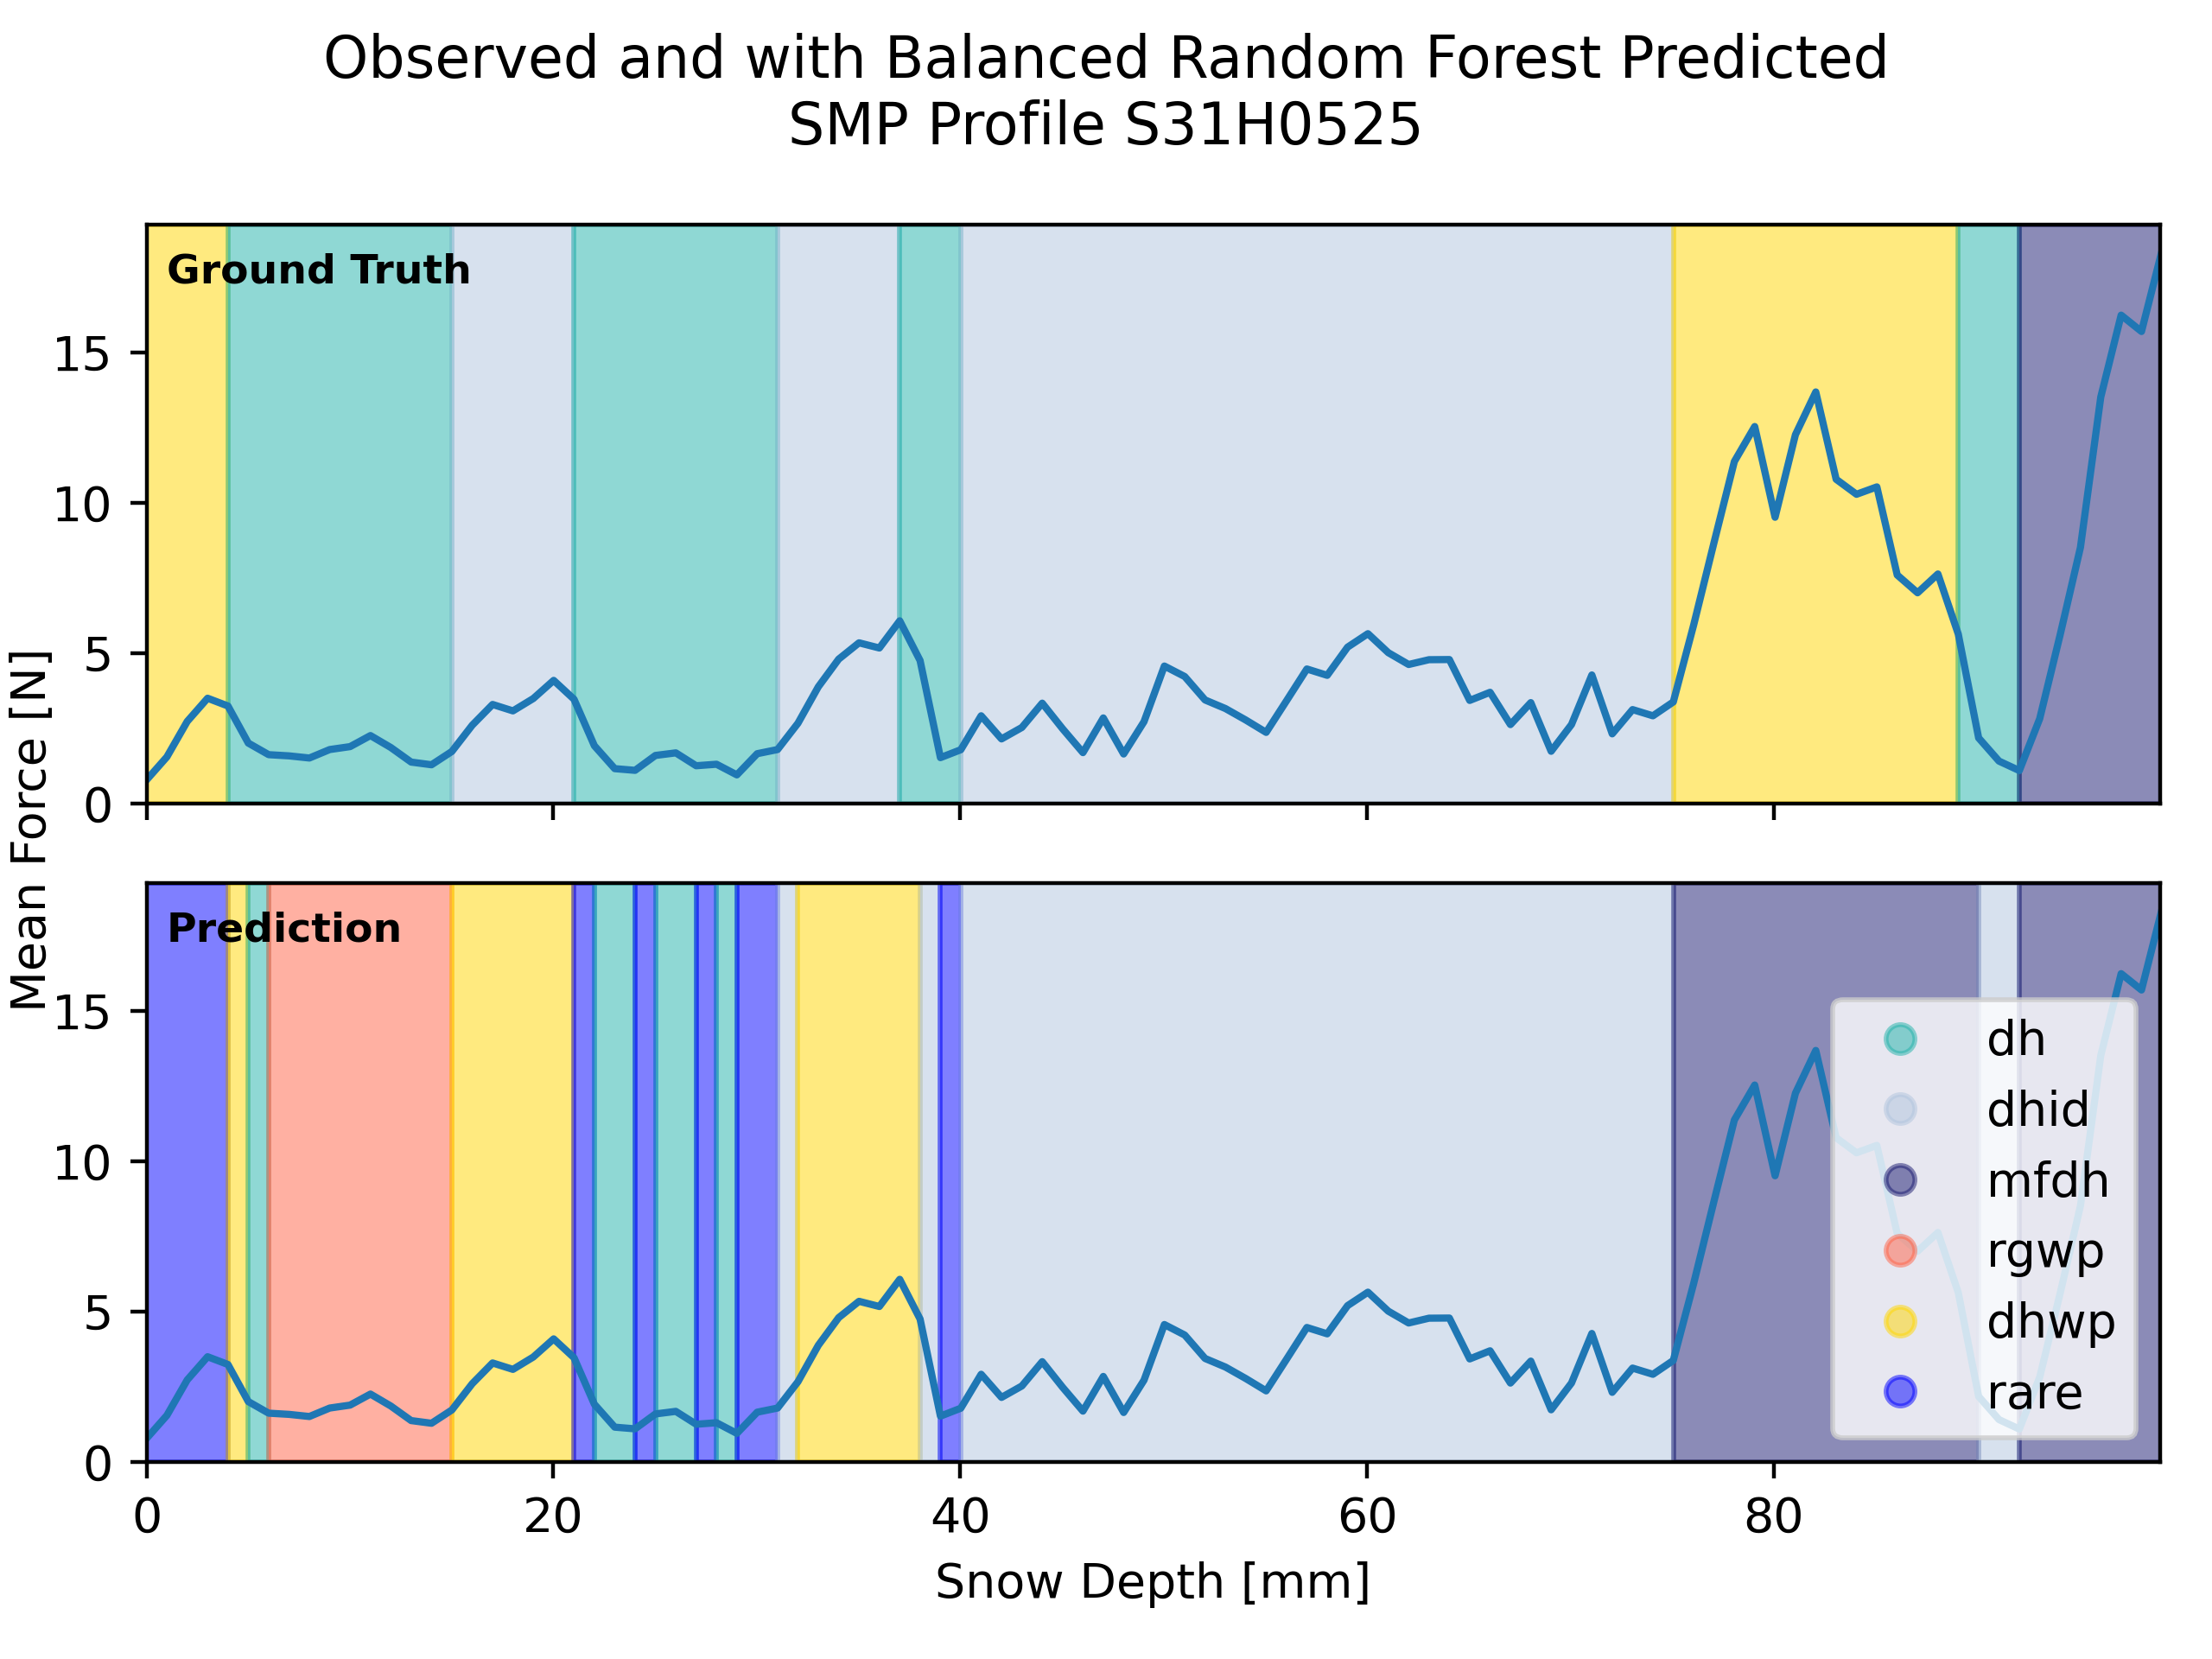 Observed and with Balanced Random Forest Predicted
SMP Profile S31H0525
Mean Force [N]
Ground Truth
15
10
5
0
Prediction
15
10
5
0
dh
dhid
mfdh
rgwp
dhwp
rare
0 20 40 60 80
Snow Depth [mm]